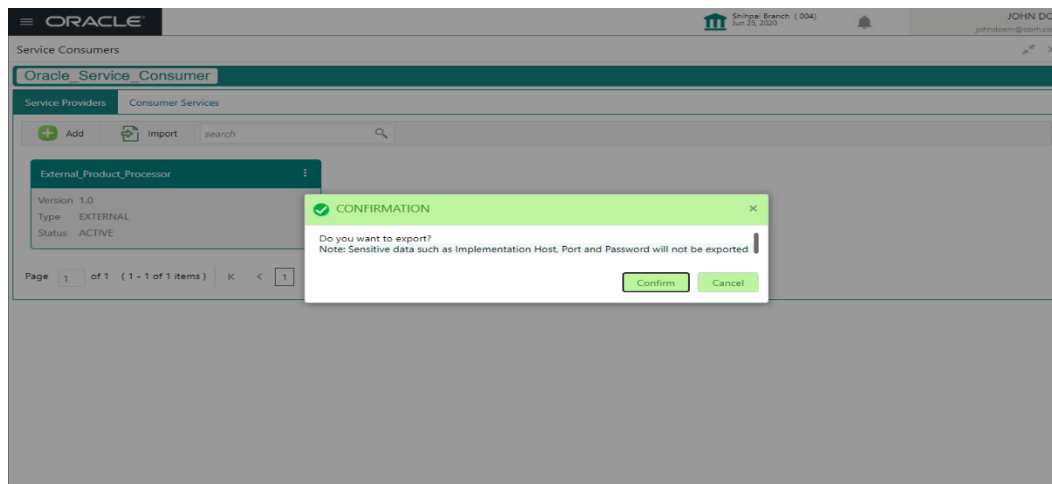 ORACLE
Shihpai Branch ( 004)
Jun 25, 2020
JOHN DO
johndoem@obrh.co
Service Consumers
Oracle_Service_Consumer
Service Providers Consumer Services
Add Import search
External_Product_Processor
Version 1.0
Type EXTERNAL
Status ACTIVE
Page 1 of 1 ( 1 - 1 of 1 items ) K < 1
CONFIRMATION
Do you want to export?
Note: Sensitive data such as Implementation Host, Port and Password will not be exported
Confirm Cancel